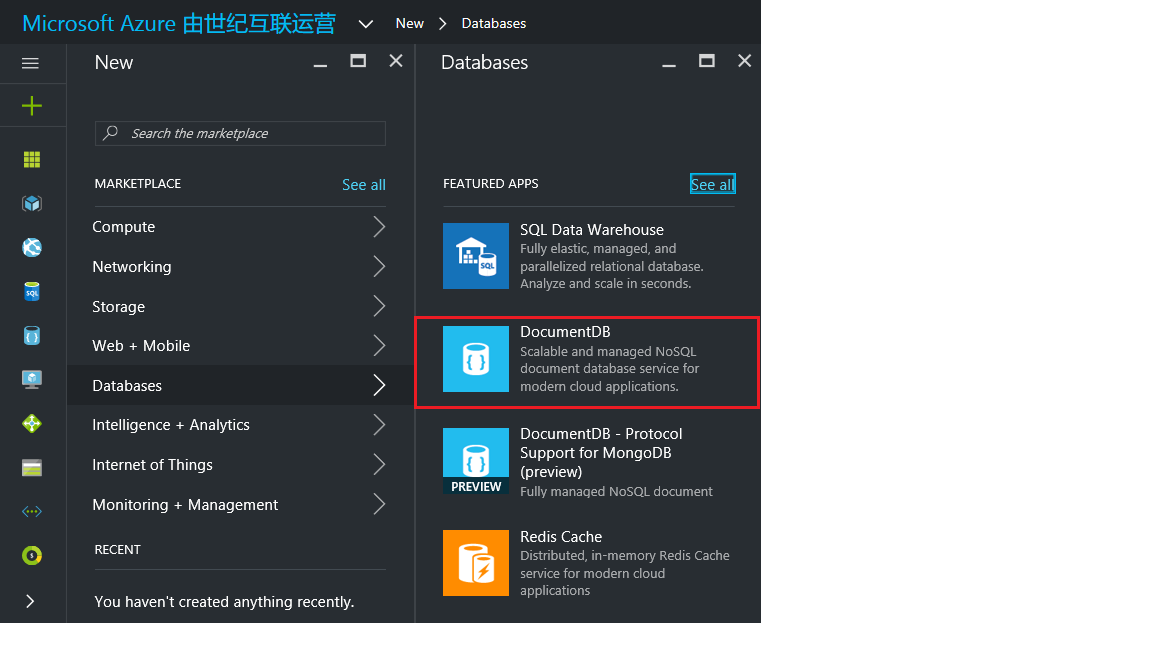 Microsoft Azure 由世纪互联运营
New
Databases
New
Search the marketplace
MARKETPLACE
See all
Compute
Networking
Storage
Web + Mobile
Databases
Intelligence + Analytics
Internet of Things
Monitoring + Management
RECENT
You haven't created anything recently.
Databases
FEATURED APPS
See all
SQL
SQL Data Warehouse
Fully elastic, managed, and
parallelized relational database.
Analyze and scale in seconds.
DocumentDB
Scalable and managed NoSQL
document database service for
modern cloud applications.
PREVIEW
DocumentDB - Protocol
Support for MongoDB
(preview)
Fully managed NoSQL document
Redis Cache
Distributed, in-memory Redis Cache
service for modern cloud
applications
SQL